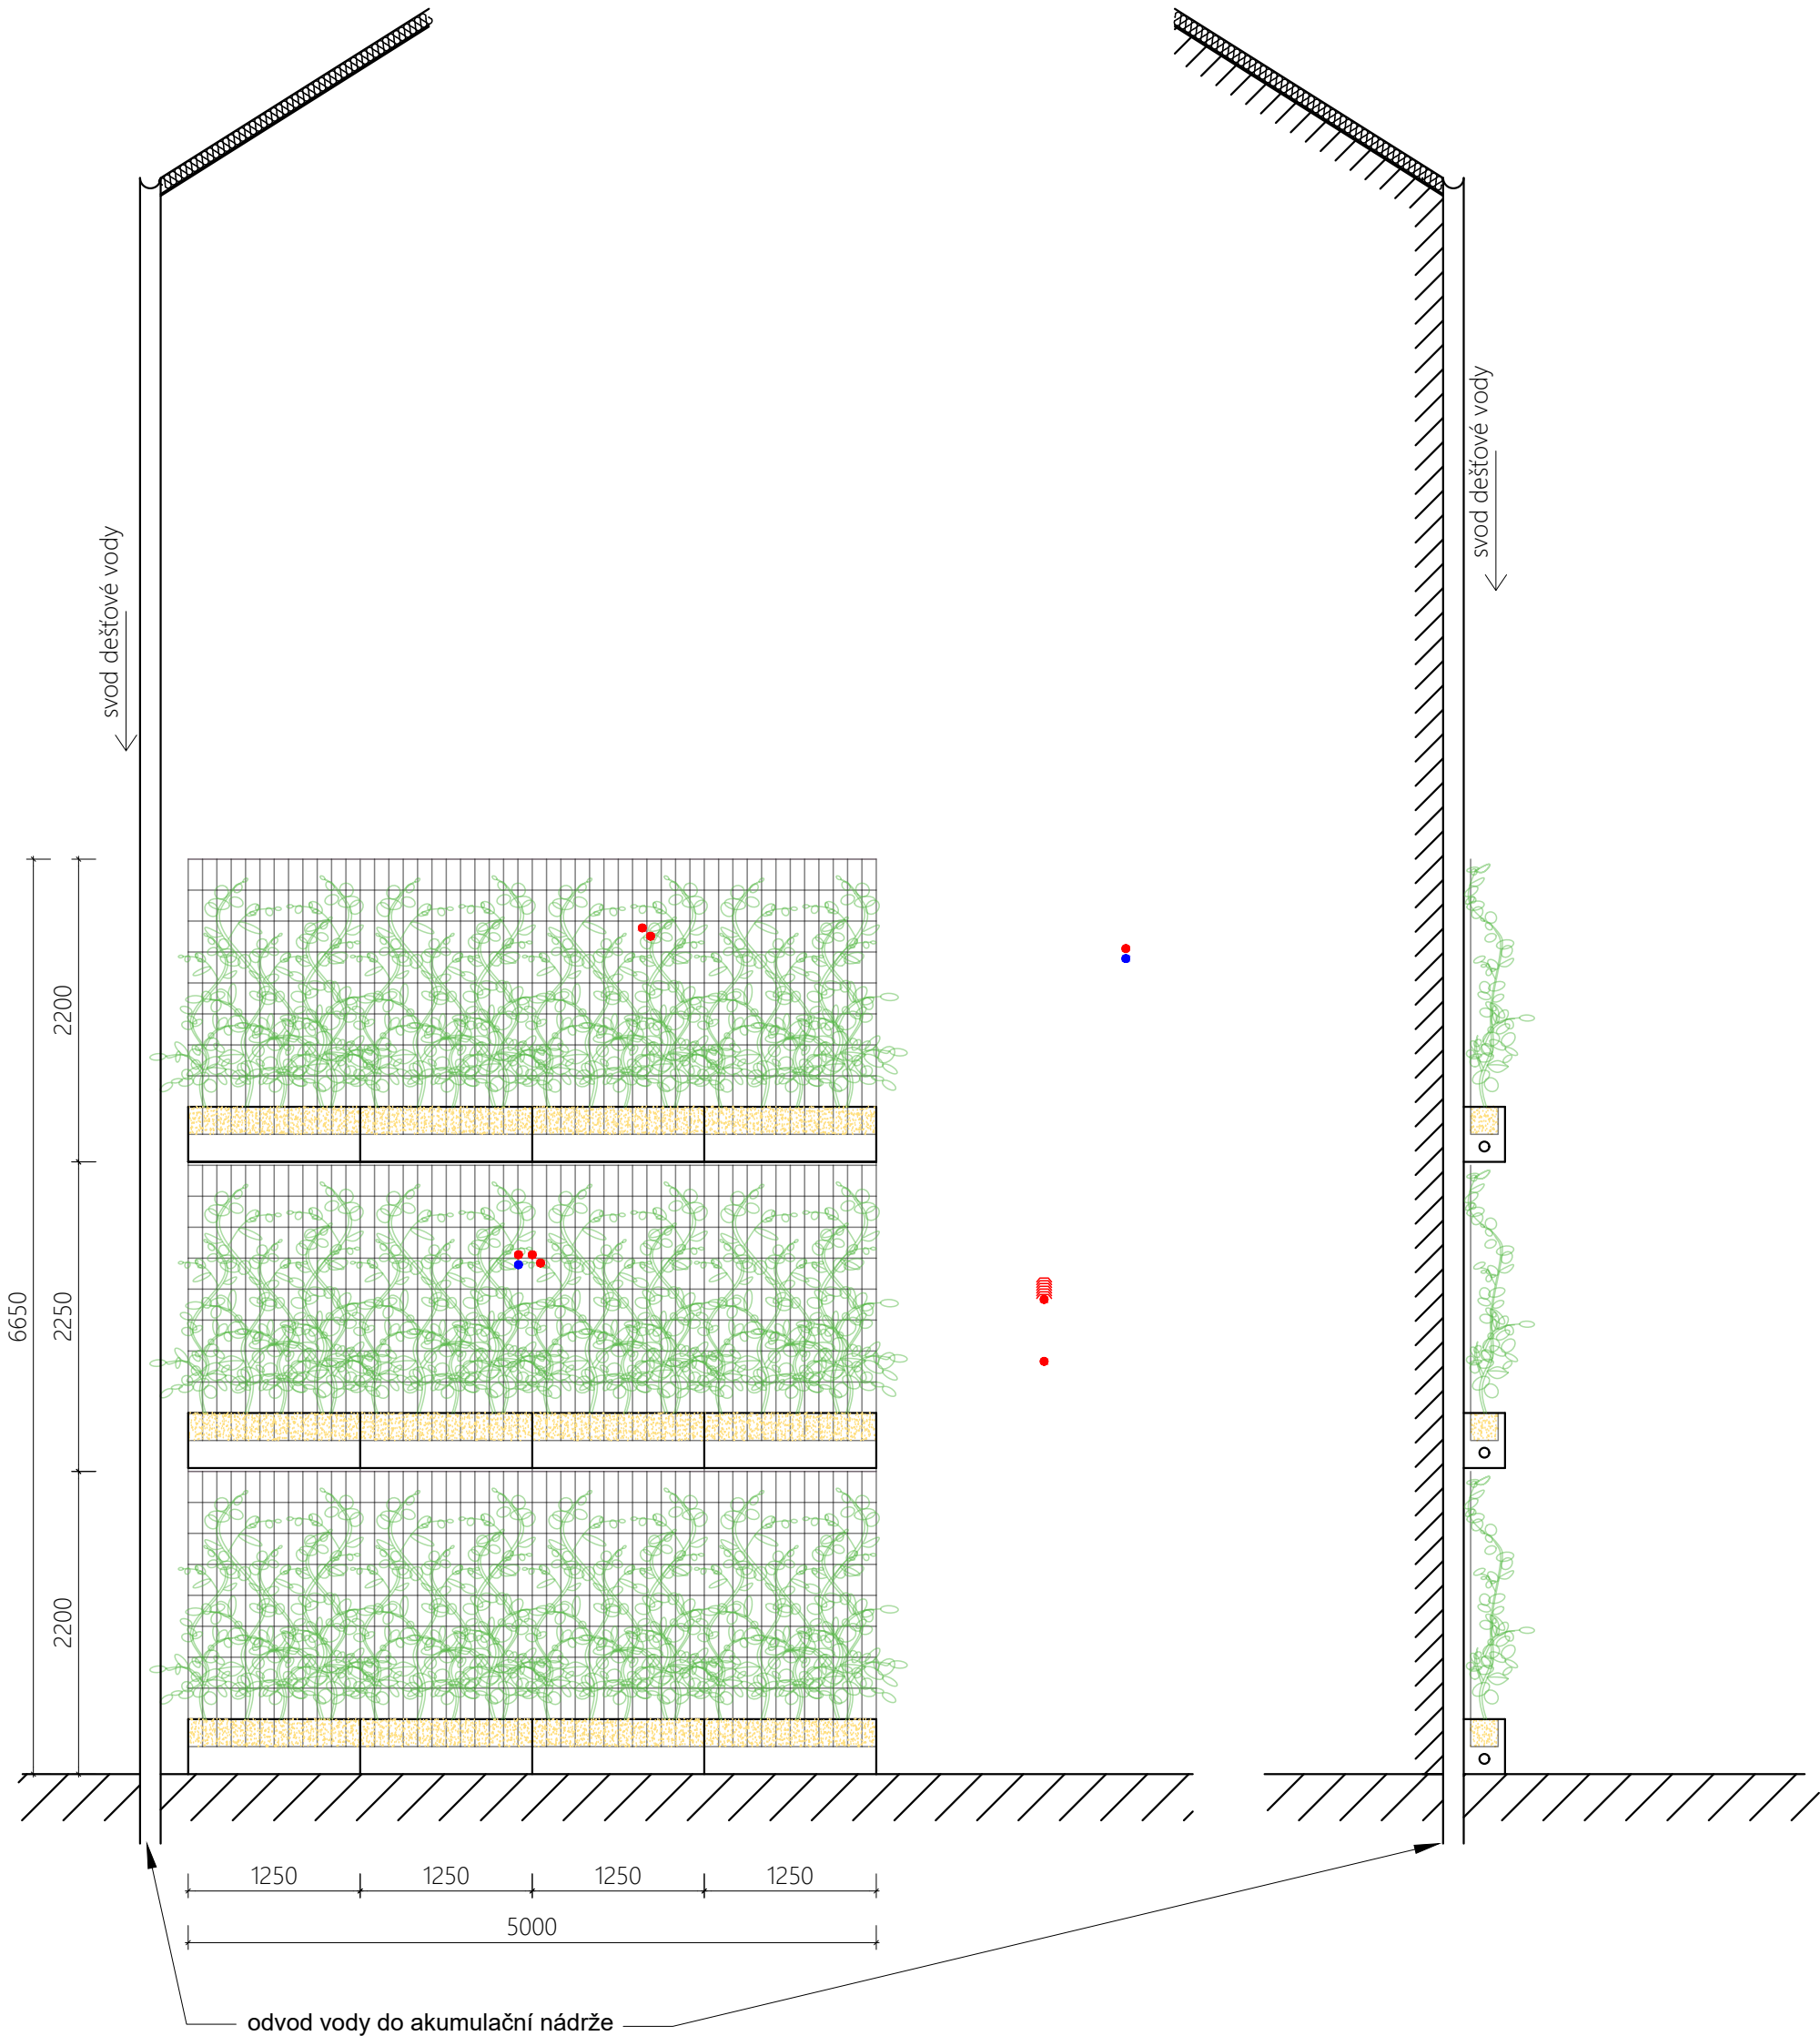 svod dešťové vody
svod dešťové vody
2200
6650
2250
2200
1250 1250 1250 1250
5000
odvod vody do akumulační nádrže